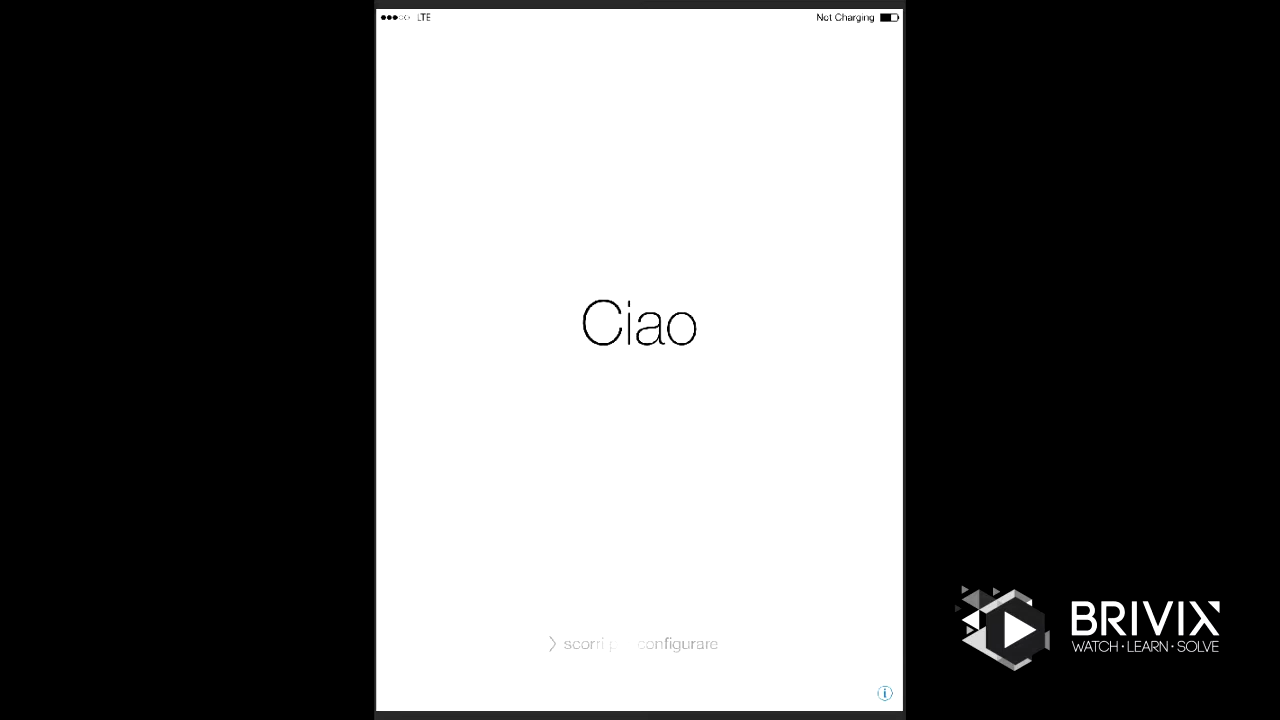 LTE
Not Charging
Ciao
scorri p configurare
BRIVIX
WATCH · LEARN · SOLVE